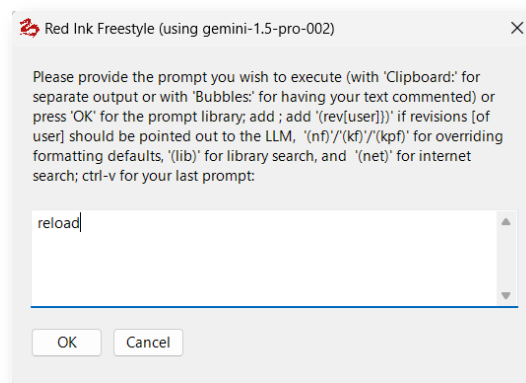 Red Ink Freestyle (using gemini-1.5-pro-002)
Please provide the prompt you wish to execute (with 'Clipboard:' for
separate output or with 'Bubbles:' for having your text commented) or
press 'OK' for the prompt library; add ; add '(rev[user]))' if revisions [of
user] should be pointed out to the LLM,  '(nf)'/'(kf)'/'(kpf)' for overriding
formatting defaults, '(lib)' for library search, and  '(net)' for internet
search; ctrl-v for your last prompt:
reload
OK
Cancel